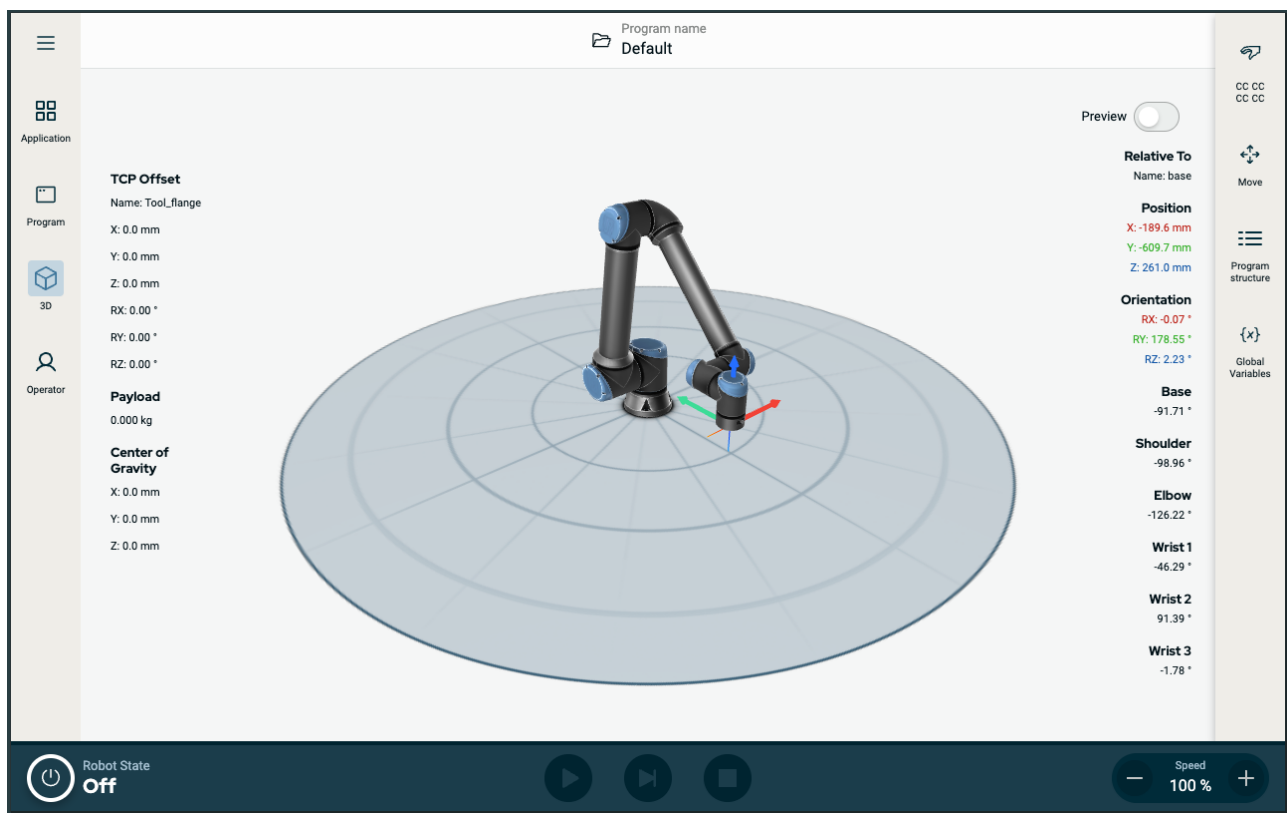 Program name
Default
Application
Program
3D
Operator
TCP Offset
Name: Tool_flange
X: 0.0 mm
Y: 0.0 mm
Z: 0.0 mm
RX: 0.00 °
RY: 0.00 °
RZ: 0.00 °
Payload
0.000 kg
Center of
Gravity
X: 0.0 mm
Y: 0.0 mm
Z: 0.0 mm
Preview
Relative To
Name: base
Position
X: -189.6 mm
Y: -609.7 mm
Z: 261.0 mm
Orientation
RX: -0.07 °
RY: 178.55 °
RZ: 2.23 °
Base
-91.71 °
Shoulder
-98.96 °
Elbow
-126.22 °
Wrist 1
-46.29 °
Wrist 2
91.39 °
Wrist 3
-1.78 °
CC CC
CC CC
Move
Program
structure
{x}
Global
Variables
Robot State
Off
Speed
100 %